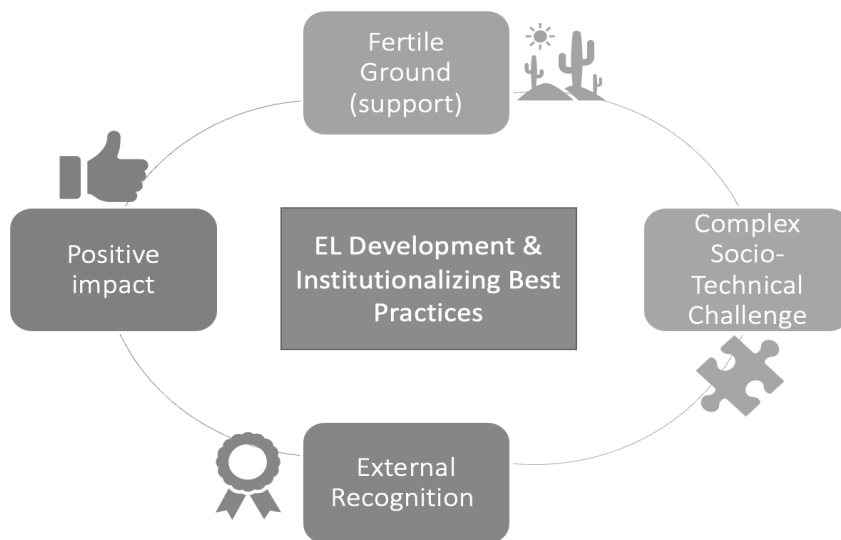 Fertile
Ground
(support)
Complex
Socio-
Technical
Challenge
Positive
impact
EL Development &
Institutionalizing Best
Practices
External
Recognition